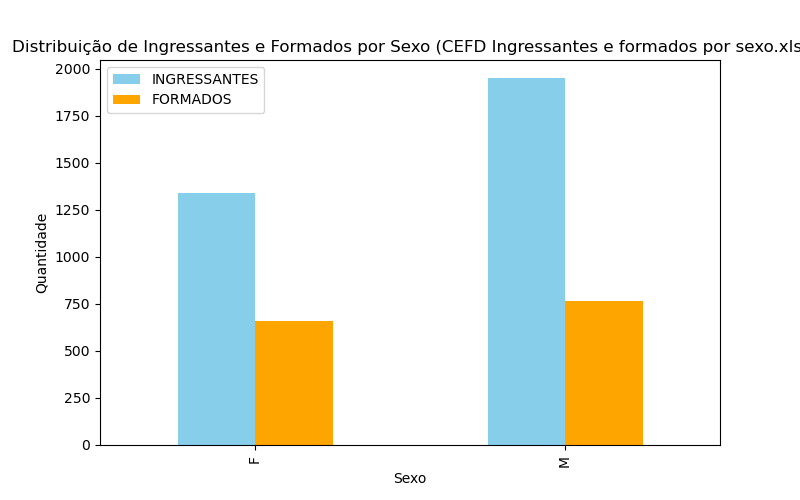 Distribuição de Ingressantes e Formados por Sexo (CEFD Ingressantes e formados por sexo.xls
INGRESSANTES
FORMADOS
2000
1750
1500
1250
1000
750
500
250
0
Quantidade
F
M
Sexo